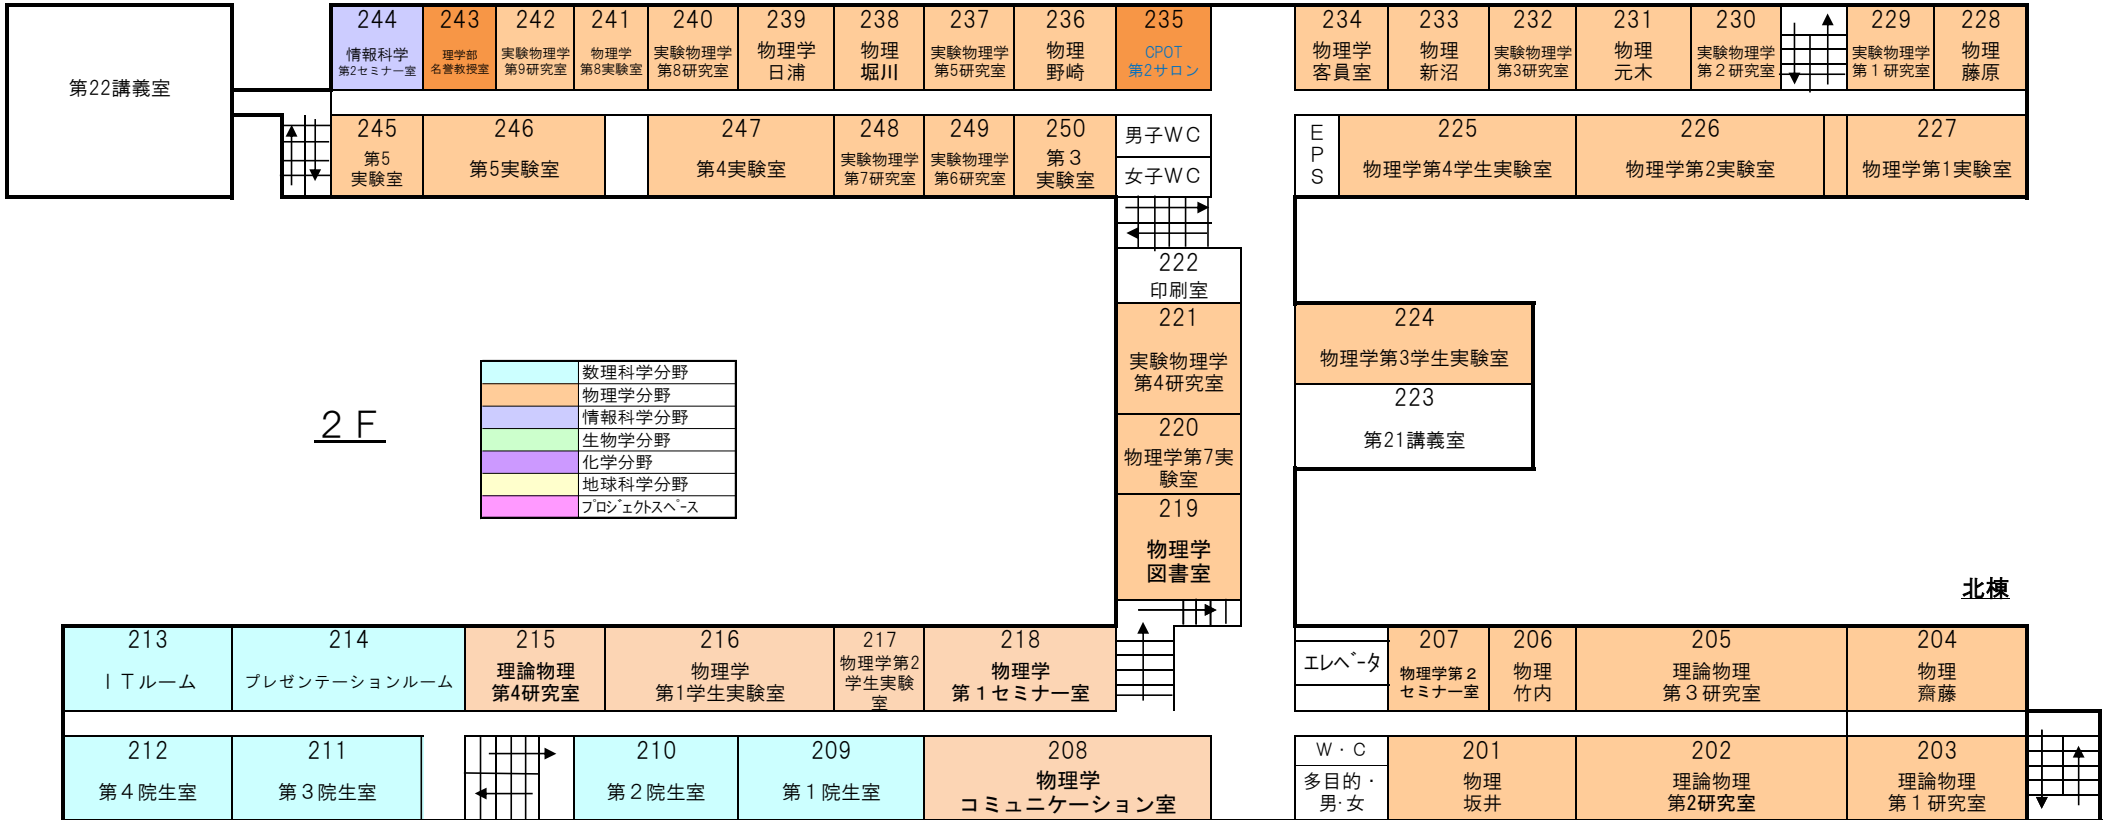 第22講義室
244
情報科学
第2セミナー室
243
理学部
名誉教授室
242
実験物理学
第9研究室
241
物理学
第8実験室
240
実験物理学
第8研究室
239
物理学
日浦
238
物理
堀川
237
実験物理学
第5研究室
236
物理
野崎
235
CPOT
第2サロン
234
物理学
客員室
233
物理
新沼
232
実験物理学
第3研究室
231
物理
元木
230
実験物理学
第２研究室
229
実験物理学
第１研究室
228
物理
藤原
245
第5
実験室
246
第5実験室
247
第4実験室
248
実験物理学
第7研究室
249
実験物理学
第6研究室
250
第３
実験室
男子ＷＣ
女子ＷＣ
E
P
S
225
物理学第4学生実験室
226
物理学第2実験室
227
物理学第1実験室
222
印刷室
221
実験物理学
第4研究室
220
物理学第7実
験室
219
物理学
図書室
224
物理学第3学生実験室
223
第21講義室
２Ｆ
数理科学分野
物理学分野
情報科学分野
生物学分野
化学分野
地球科学分野
ﾌﾟﾛｼﾞｪｸﾄｽﾍﾟｰｽ
北棟
213
ＩＴルーム
214
プレゼンテーションルーム
215
理論物理
第4研究室
216
物理学
第1学生実験室
217
物理学第2
学生実験
室
218
物理学
第１セミナー室
エレベータ
207
物理学第２
セミナー室
206
物理
竹内
205
理論物理
第３研究室
204
物理
齋藤
212
第４院生室
211
第３院生室
210
第２院生室
209
第１院生室
208
物理学
コミュニケーション室
Ｗ・Ｃ
多目的・
男・女
201
物理
坂井
202
理論物理
第2研究室
203
理論物理
第１研究室